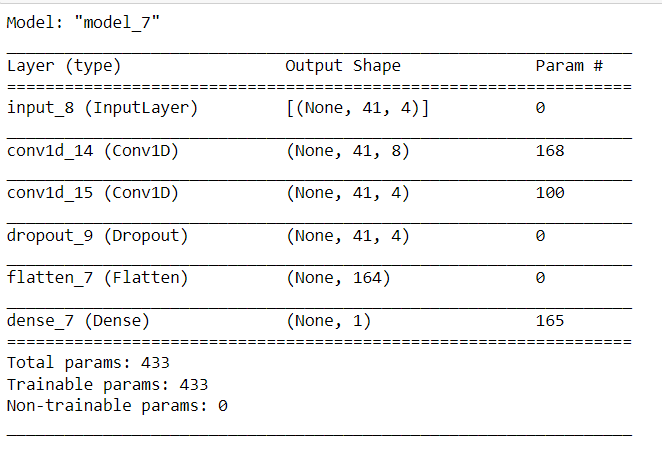 Model: "model_7"
_________________________________________________________________
Layer (type)                 Output Shape              Param #
=================================================================
input_8 (InputLayer)         [(None, 41, 4)]           0
_________________________________________________________________
conv1d_14 (Conv1D)           (None, 41, 8)             168
_________________________________________________________________
conv1d_15 (Conv1D)           (None, 41, 4)             100
_________________________________________________________________
dropout_9 (Dropout)          (None, 41, 4)             0
_________________________________________________________________
flatten_7 (Flatten)          (None, 164)               0
_________________________________________________________________
dense_7 (Dense)              (None, 1)                 165
=================================================================
Total params: 433
Trainable params: 433
Non-trainable params: 0
_________________________________________________________________